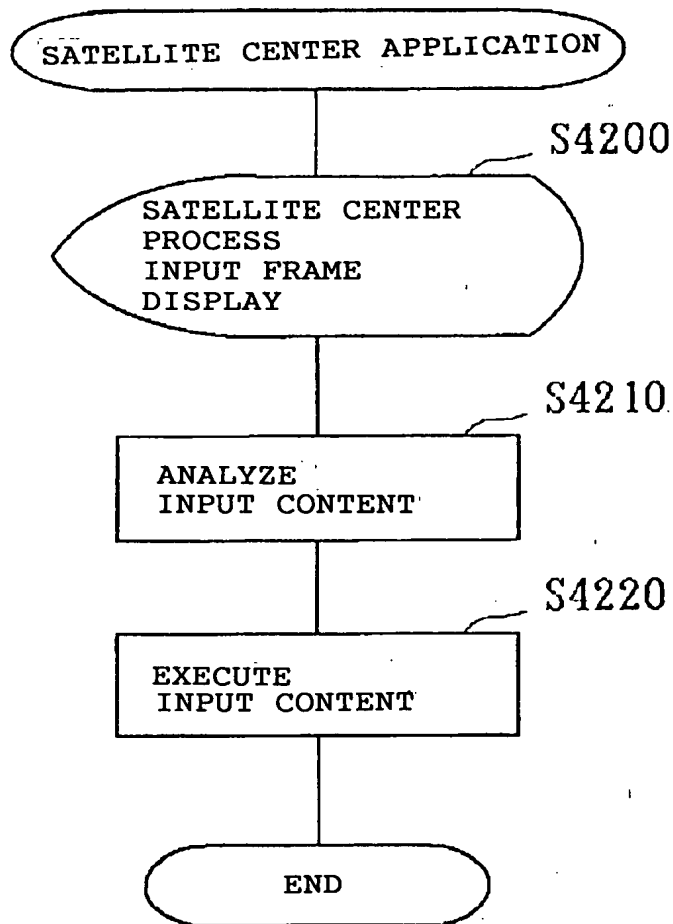 SATELLITE CENTER APPLICATION
S4200
SATELLITE CENTER
PROCESS
INPUT FRAME
DISPLAY
S4210
ANALYZE
INPUT CONTENT
S4220
EXECUTE
INPUT CONTENT
END